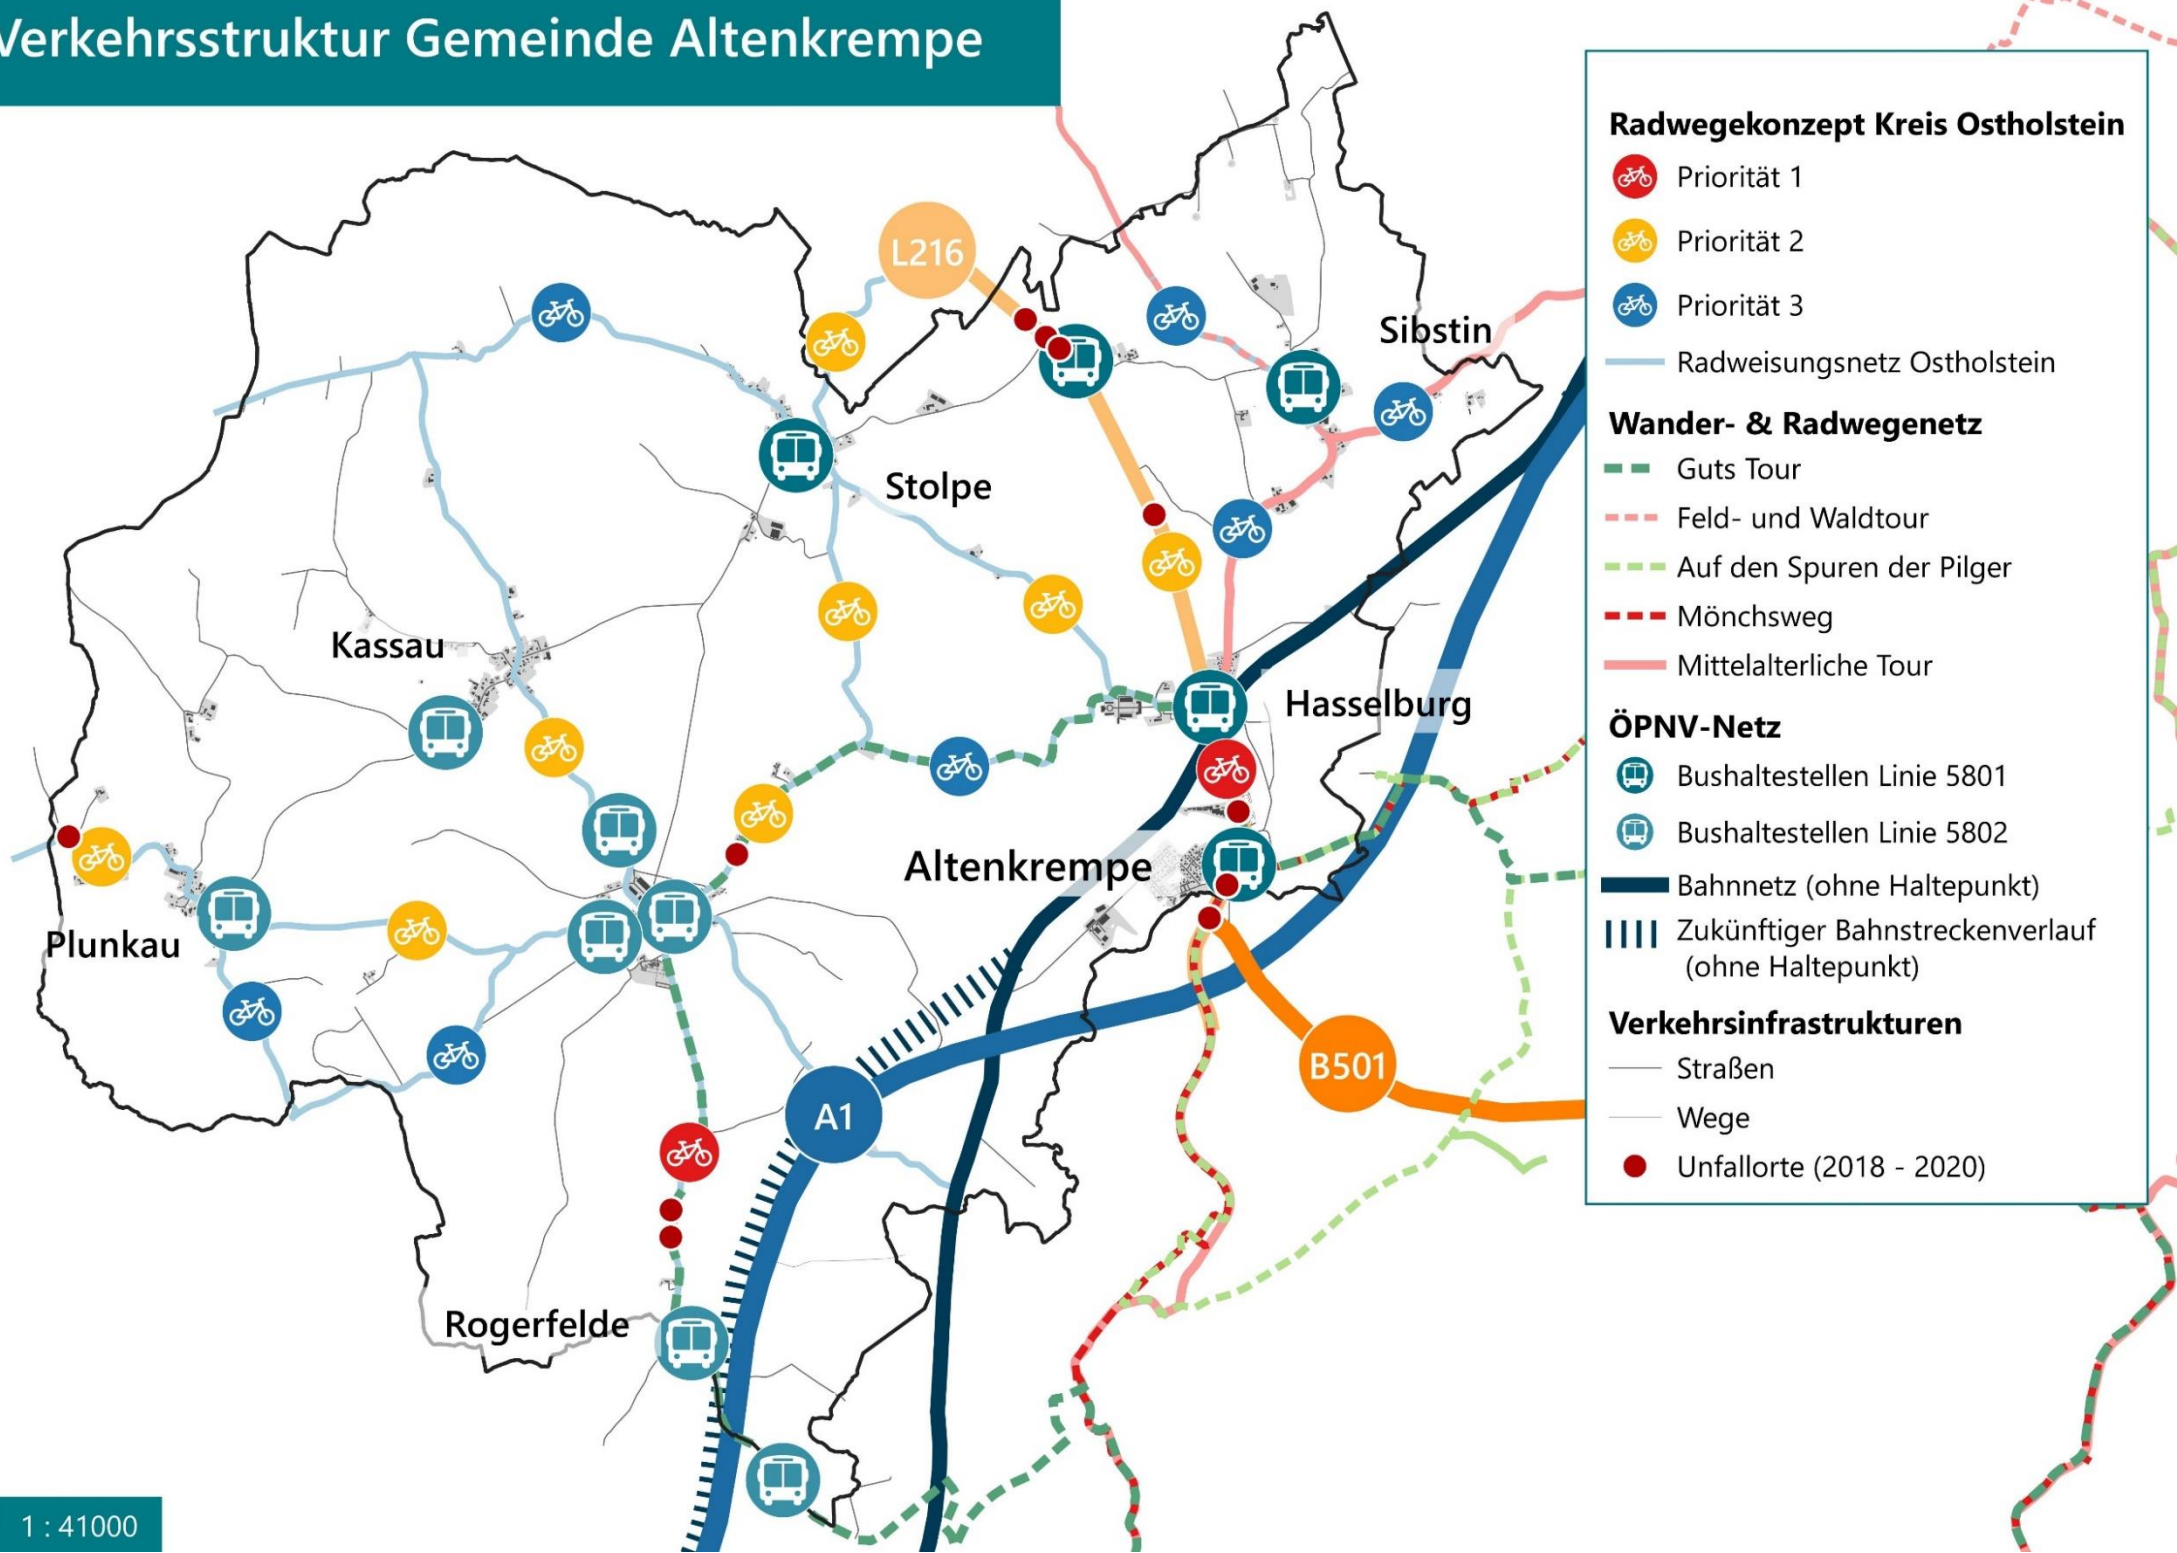 Verkehrsstruktur Gemeinde Altenkrempe
L216
Sibstin
Stolpe
Kassau
Hasselburg
Altenkrempe
Plunkau
B501
A1
Rogerfelde
1 : 41000
Radwegekonzept Kreis Ostholstein
Priorität 1
Priorität 2
Priorität 3
Radweisungsnetz Ostholstein
Wander- & Radwegenetz
Guts Tour
Feld- und Waldtour
Auf den Spuren der Pilger
Mönchsweg
Mittelalterliche Tour
ÖPNV-Netz
Bushaltestellen Linie 5801
Bushaltestellen Linie 5802
Bahnnetz (ohne Haltepunkt)
Zukünftiger Bahnstreckenverlauf
(ohne Haltepunkt)
Verkehrsinfrastrukturen
Straßen
Wege
Unfallorte (2018 - 2020)